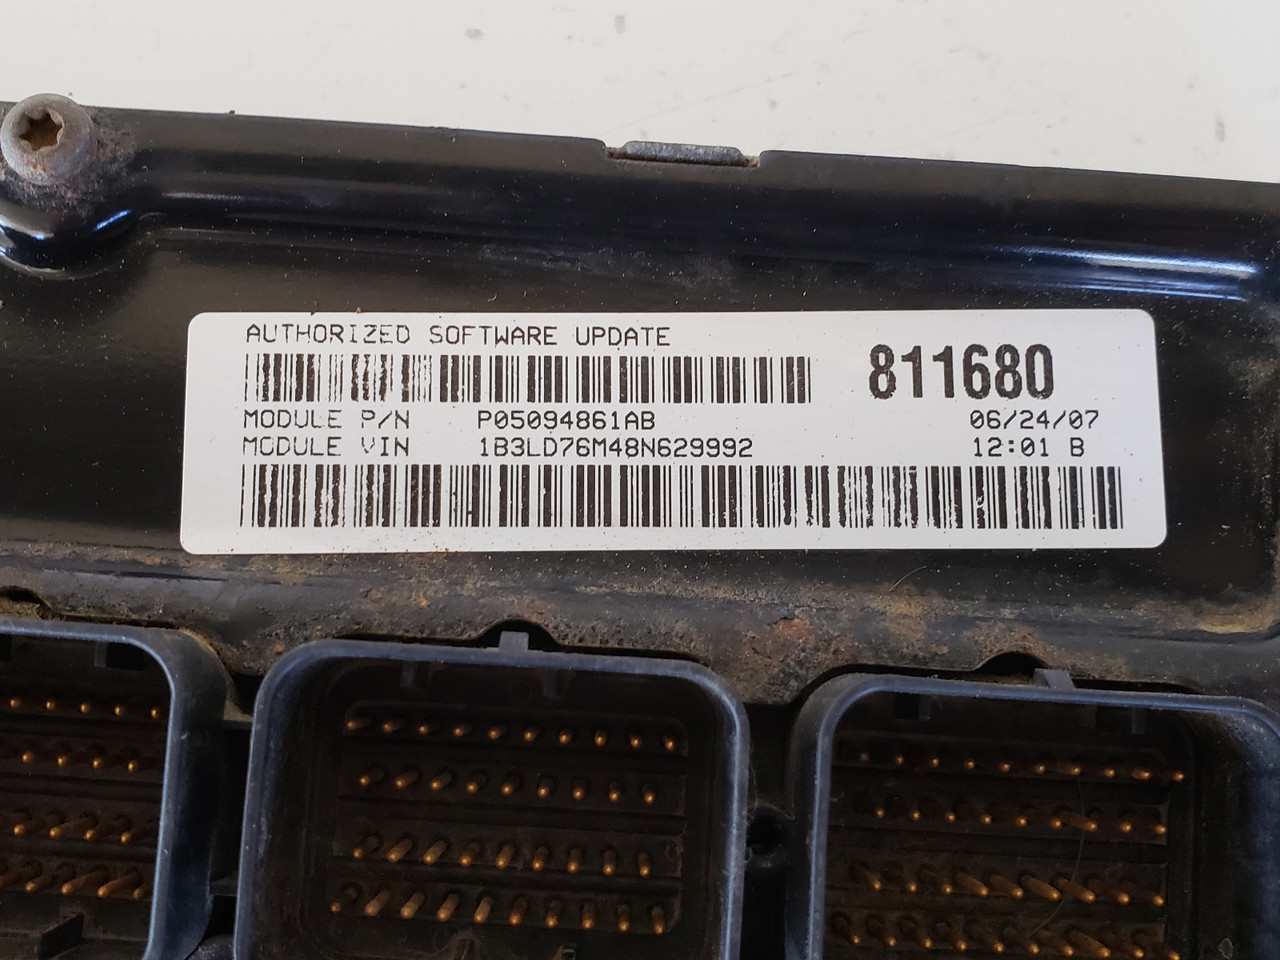 AUTHORIZED SOFTWARE UPDATE
811680
MODULE P/N P05094861AB 06/24/07
MODULE VIN 1B3LD76M48N629992 12:01 B